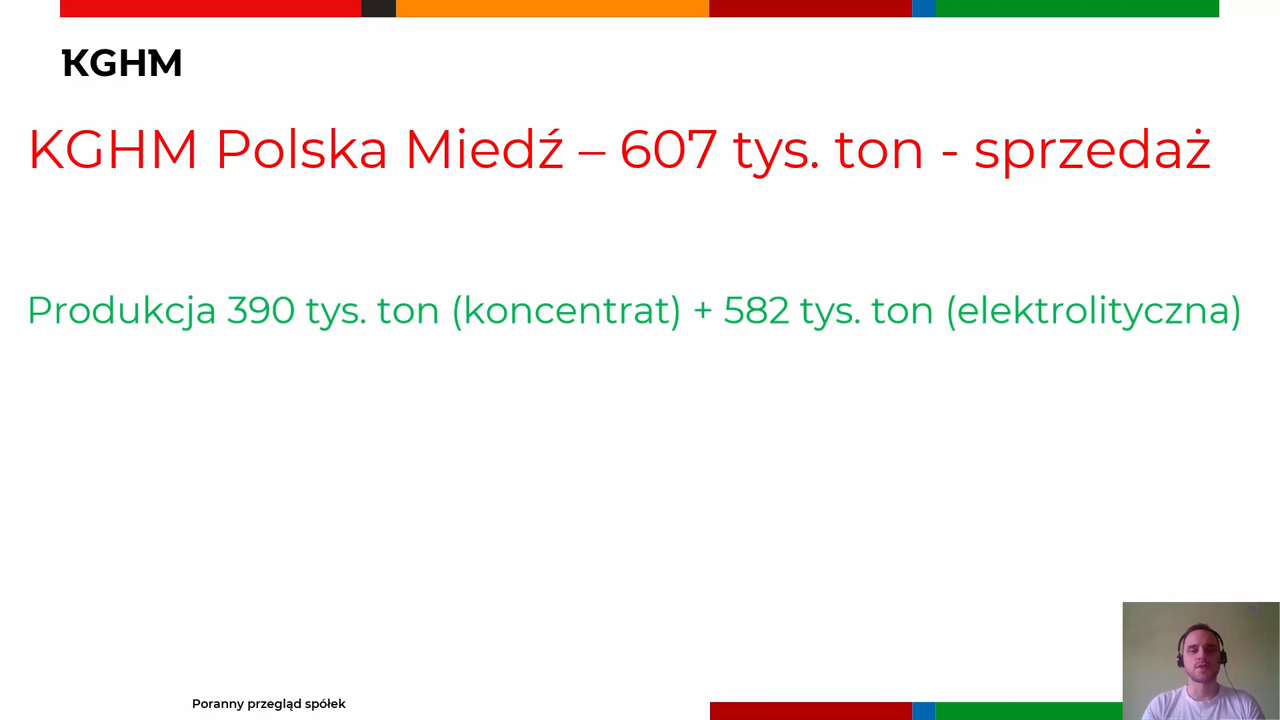 KGHM
KGHM Polska Miedź – 607 tys. ton - sprzedaż
Produkcja 390 tys. ton (koncentrat) + 582 tys. ton (elektrolityczna)
Poranny przegląd spółek